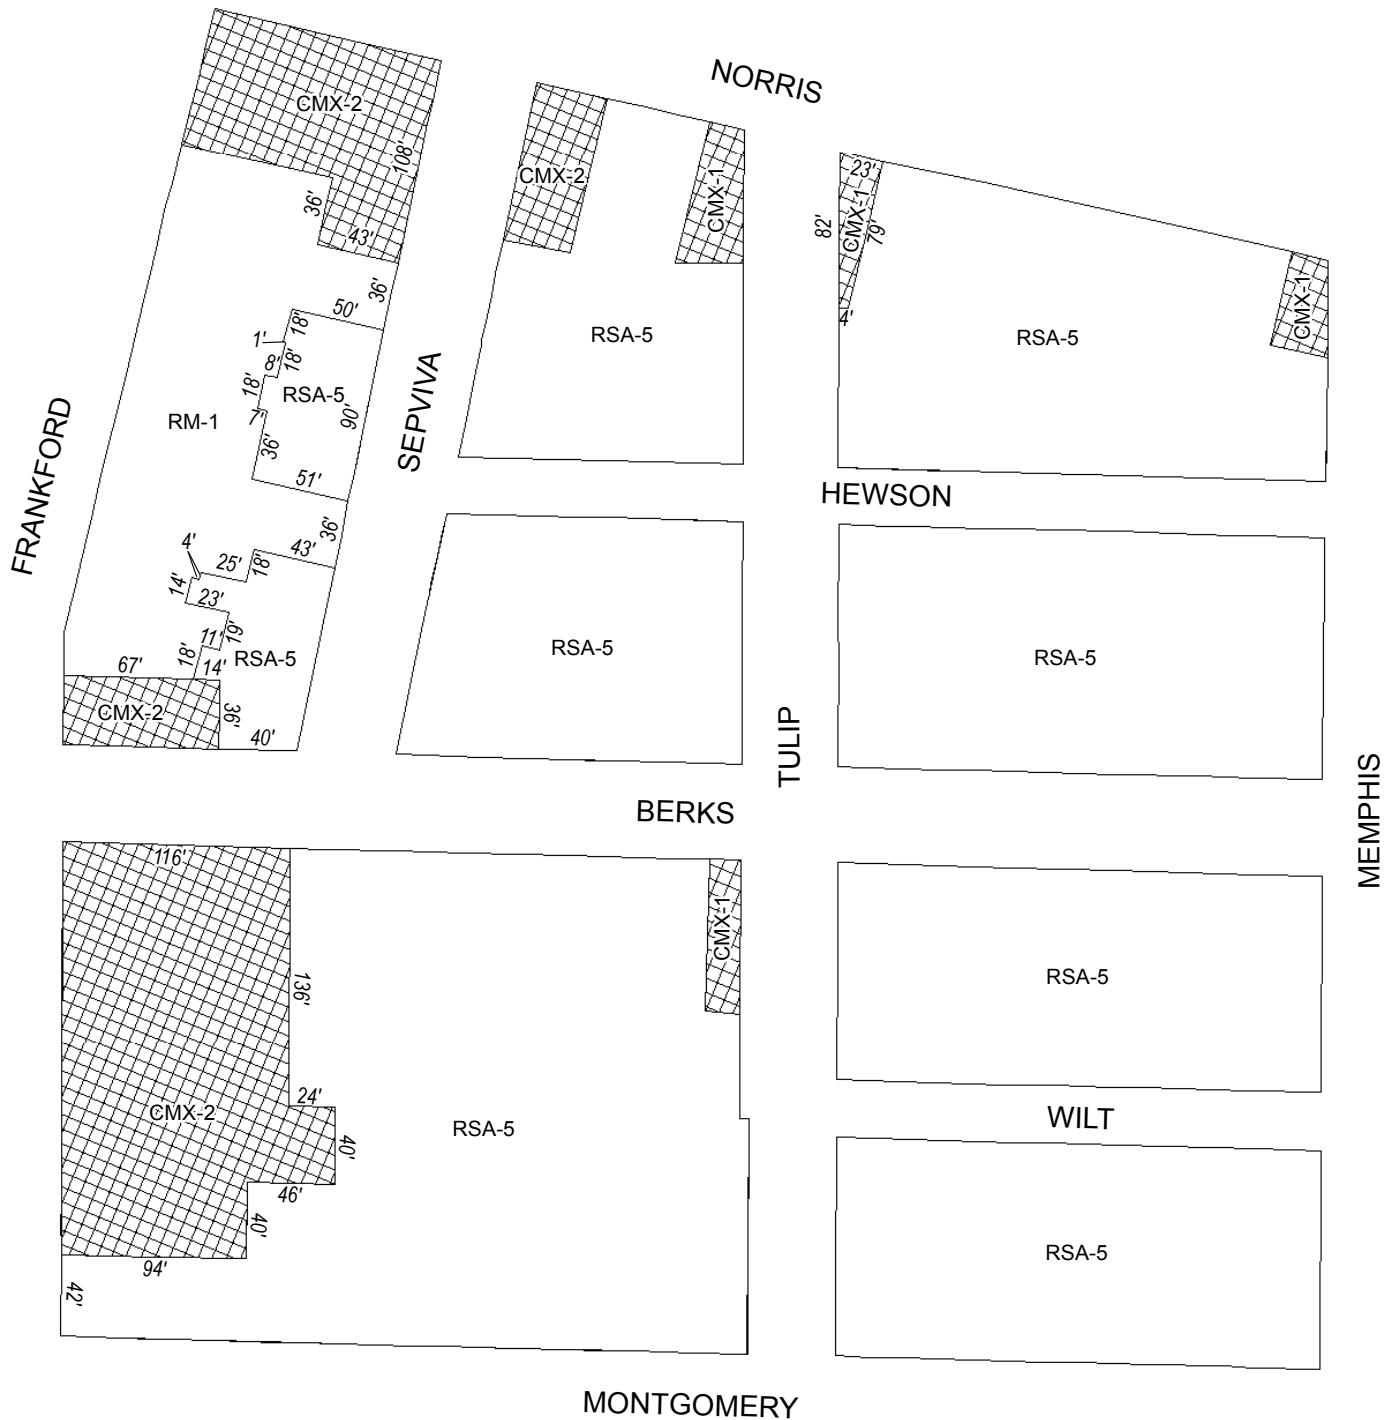 NORRIS
CMX-2
108'
36'
43'
36'
50'
18'
1'
18'
8'
18'
RSA-5
7'
90'
36'
RM-1
51'
36'
43'
4'
25'
18'
14'
23'
19'
11'
18'
RSA-5
14'
67'
CMX-2
36'
40'
FRANKFORD
SEPVIVA
CMX-2
CMX-1
RSA-5
23'
CMX-1
82'
79'
4'
RSA-5
CMX-1
HEWSON
RSA-5
RSA-5
TULIP
MEMPHIS
BERKS
116'
CMX-1
136'
24'
CMX-2
40'
46'
40'
94'
42'
RSA-5
RSA-5
WILT
RSA-5
MONTGOMERY